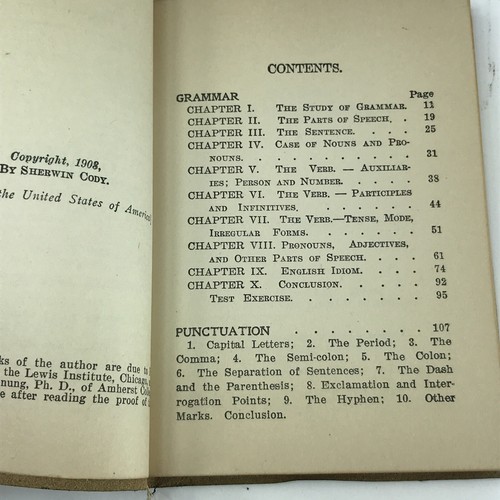 Copyright, 1903,
BY SHERWIN CODY.
the United States of America
of the author are due to
the Lewis Institute, Chicago,
Ph. D., of Amherst
after reading the proof of
CONTENTS.
GRAMMAR Page
CHAPTER I. THE STUDY OF GRAMMAR. 11
CHAPTER II. THE PARTS OF SPEECH. . 19
CHAPTER III. THE SENTENCE. . . . . 25
CHAPTER IV. CASE OF NOUNS AND PRO-
NOUNS. . . . . . . . . . . 31
CHAPTER V. THE VERB. — AUXILIAR-
IES; PERSON AND NUMBER. . . . 38
CHAPTER VI. THE VERB. — PARTICIPLES
AND INFINITIVES. . . . . . . 44
CHAPTER VII. THE VERB.—TENSE, MODE,
IRREGULAR FORMS. . . . . . . 51
CHAPTER VIII. PRONOUNS, ADJECTIVES,
AND OTHER PARTS OF SPEECH. . . 61
CHAPTER IX. ENGLISH IDIOM. . . . 74
CHAPTER X. CONCLUSION. . . . . 92
TEST EXERCISE. . . . . . . . 95
PUNCTUATION . . . . . . . . 107
1. Capital Letters; 2. The Period; 3. The
Comma; 4. The Semi-colon; 5. The Colon;
6. The Separation of Sentences; 7. The Dash
and the Parenthesis; 8. Exclamation and Inter-
rogation Points; 9. The Hyphen; 10. Other
Marks. Conclusion.